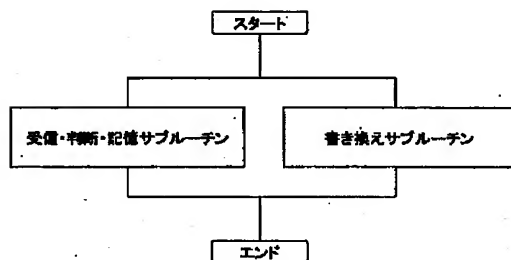 スタート
受信・判断・記憶サブルーチン
書き換えサブルーチン
エンド